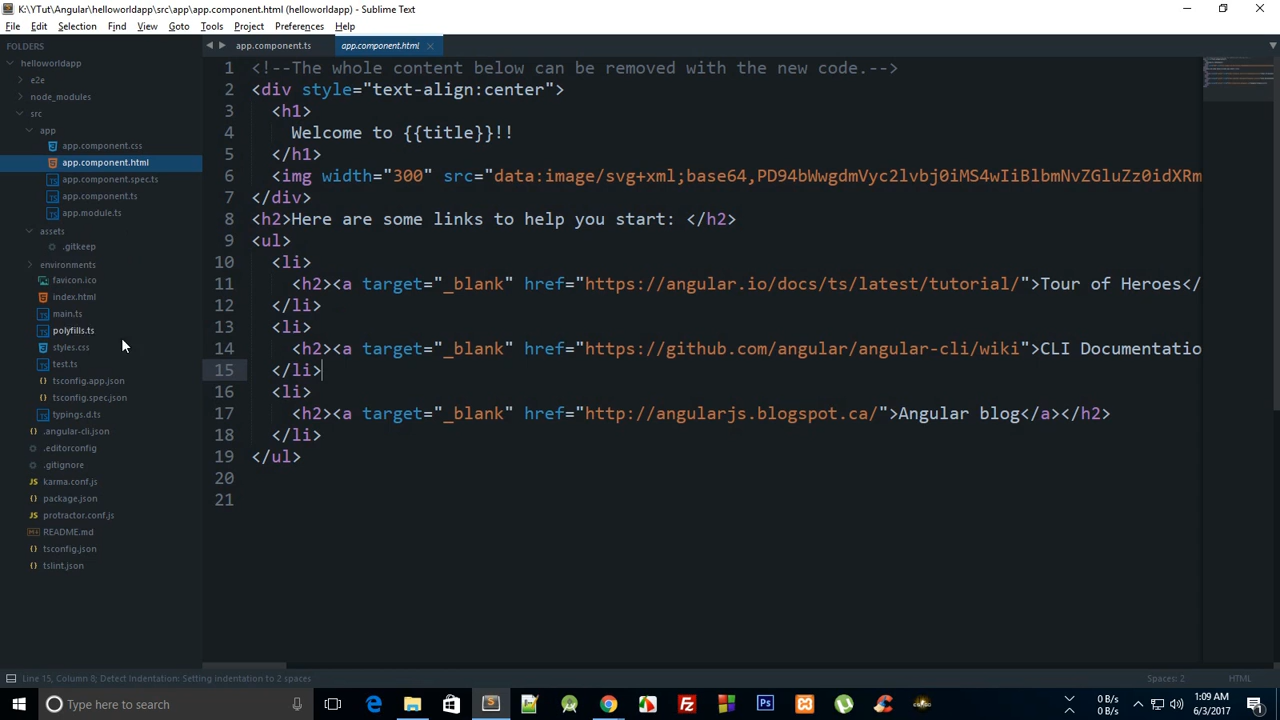 K:\YTut\Angular\helloworldapp\src\app\app.component.html (helloworldapp) - Sublime Text
File Edit Selection Find View Goto Tools Project Preferences Help
FOLDERS
helloworldapp
e2e
node_modules
src
app
app.component.css
app.component.html
app.component.spec.ts
app.component.ts
app.module.ts
assets
.gitkeep
environments
favicon.ico
index.html
main.ts
polyfills.ts
styles.css
test.ts
tsconfig.app.json
tsconfig.spec.json
typings.d.ts
.angular-cli.json
.editorconfig
.gitignore
karma.conf.js
package.json
protractor.conf.js
README.md
tsconfig.json
tslint.json
app.component.ts app.component.html
1 <!--The whole content below can be removed with the new code.-->
2 <div style="text-align:center">
3 <h1>
4 Welcome to {{title}}!!
5 </h1>
6 <img width="300" src="data:image/svg+xml;base64,PD94bWwgdmVyc2lvbj0iMS4wIiBlbmNvZGluZz0idXRm
7 </div>
8 <h2>Here are some links to help you start: </h2>
9 <ul>
10 <li>
11 <h2><a target="_blank" href="https://angular.io/docs/ts/latest/tutorial/">Tour of Heroes</
12 </li>
13 <li>
14 <h2><a target="_blank" href="https://github.com/angular/angular-cli/wiki">CLI Documentatio
15 </li>
16 <li>
17 <h2><a target="_blank" href="http://angularjs.blogspot.ca/">Angular blog</a></h2>
18 </li>
19 </ul>
20
21
Line 15, Column 8; Detect Indentation: Setting indentation to 2 spaces Spaces: 2 HTML
Type here to search
0 B/s
0 B/s
1:09 AM
6/3/2017